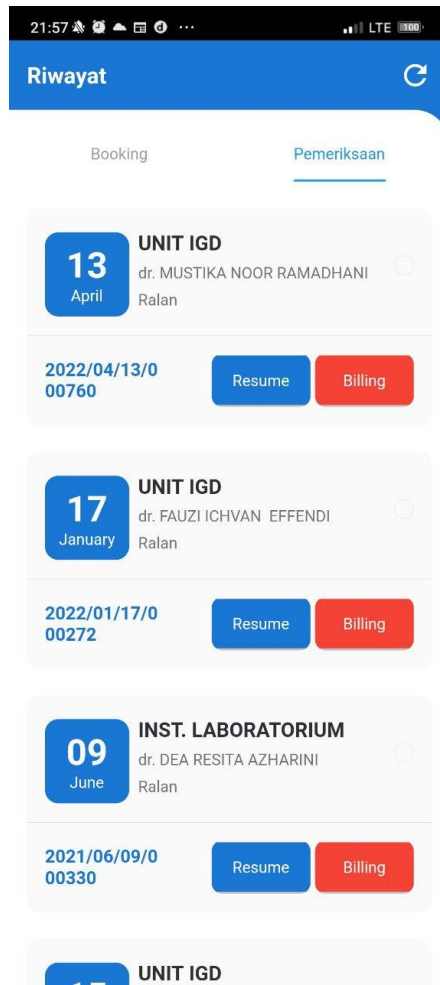 21:57 ... LTE 100
Riwayat
Booking Pemeriksaan
13 April
UNIT IGD
dr. MUSTIKA NOOR RAMADHANI
Ralan
2022/04/13/0
00760
Resume Billing
17 January
UNIT IGD
dr. FAUZI ICHVAN  EFFENDI
Ralan
2022/01/17/0
00272
Resume Billing
09 June
INST. LABORATORIUM
dr. DEA RESITA AZHARINI
Ralan
2021/06/09/0
00330
Resume Billing
UNIT IGD